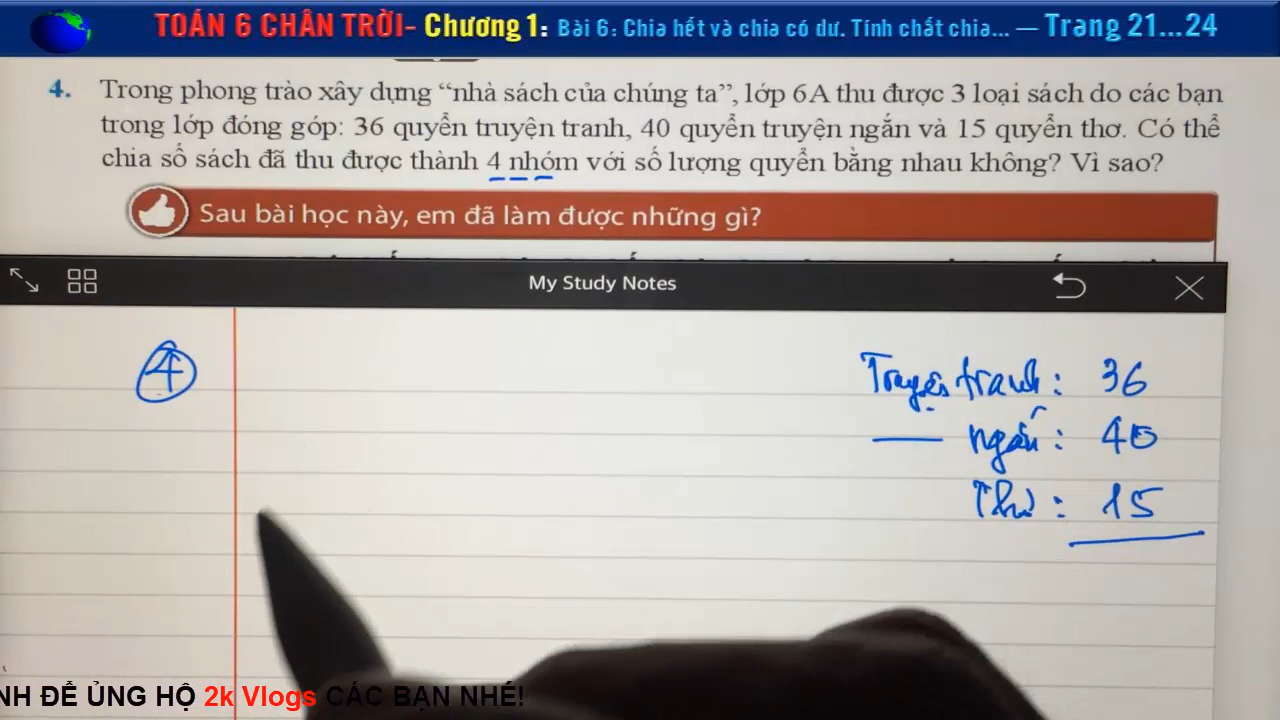 TOÁN 6 CHÂN TRỜI- Chương 1: Bài 6: Chia hết và chia có dư. Tính chất chia... — Trang 21...24
4. Trong phong trào xây dựng “nhà sách của chúng ta”, lớp 6A thu được 3 loại sách do các bạn
trong lớp đóng góp: 36 quyển truyện tranh, 40 quyển truyện ngắn và 15 quyển thơ. Có thể
chia số sách đã thu được thành 4 nhóm với số lượng quyển bằng nhau không? Vì sao?
Sau bài học này, em đã làm được những gì?
My Study Notes
4
Truyện tranh: 36
— ngắn: 40
Thơ: 15
NH ĐỂ ỦNG HỘ 2k Vlogs CÁC BẠN NHÉ!